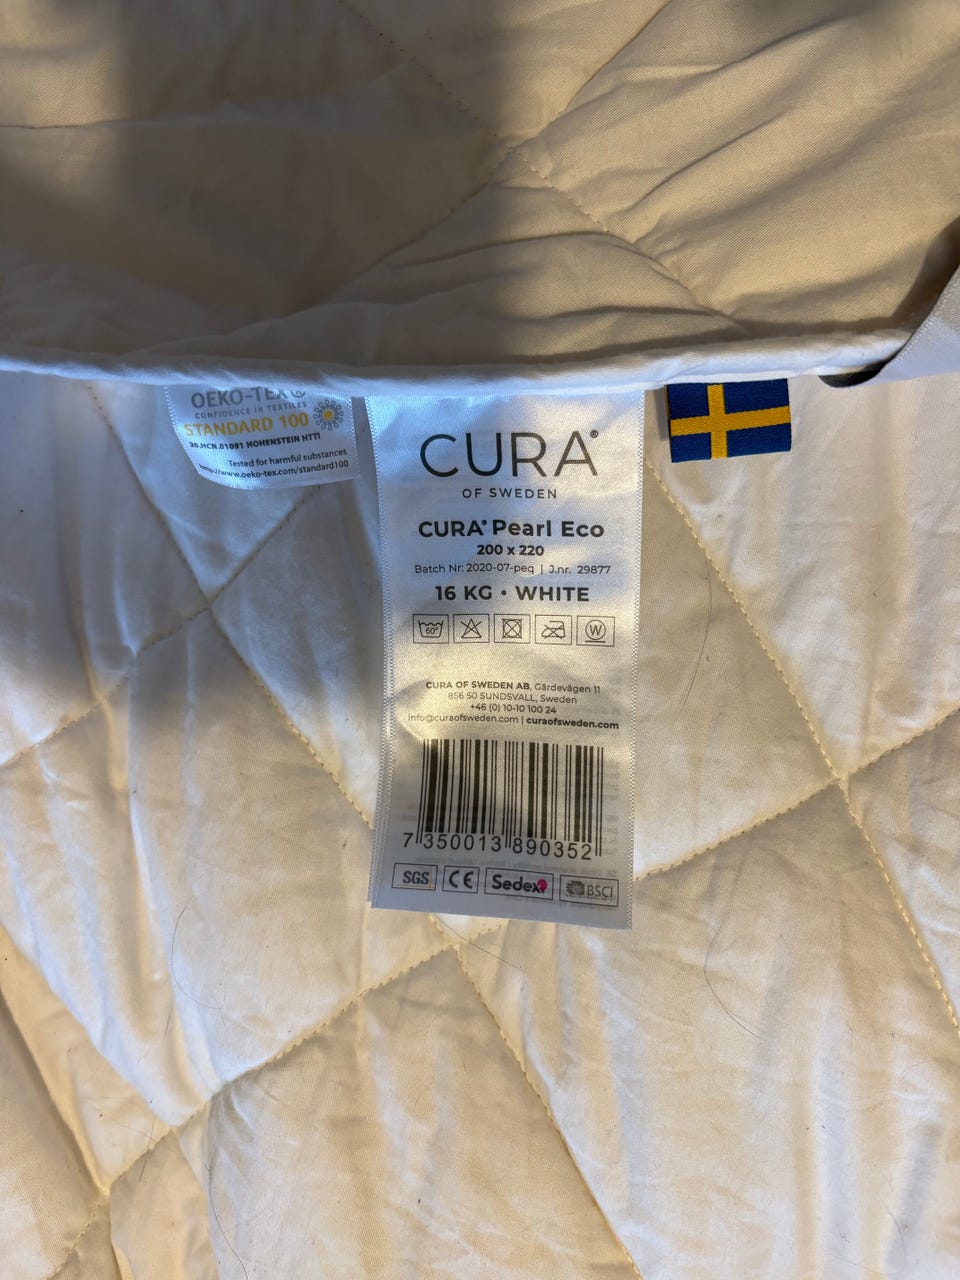 OEKO-TEX®
CONFIDENCE IN TEXTILES
STANDARD 100
20.HCN.01091 HOHENSTEIN HTTI
Tested for harmful substances
http://www.oeko-tex.com/standard100
CURA®
OF SWEDEN
CURA® Pearl Eco
200 x 220
Batch Nr: 2020-07-peq | J.nr. 29877
16 KG • WHITE
60° W
CURA OF SWEDEN AB, Gärdevägen 11
856 50 SUNDSVALL, Sweden
+46 (0) 10-10 100 24
info@curaofsweden.com | curaofsweden.com
7 350013 890352
SGS CE Sedex BSCI